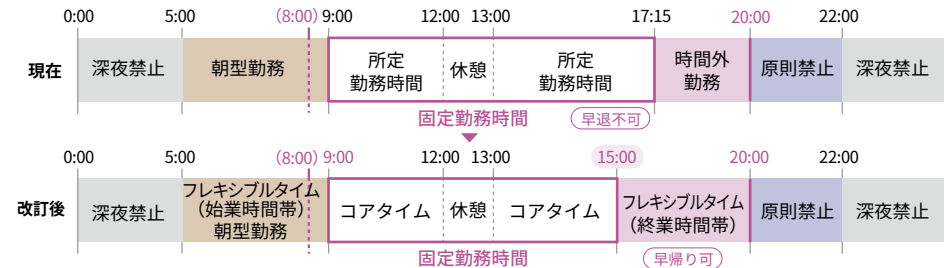 0:00 5:00 (8:00) 9:00 12:00 13:00 17:15 20:00 22:00
現在
深夜禁止
朝型勤務
所定
勤務時間
休憩
所定
勤務時間
時間外
勤務
原則禁止
深夜禁止
固定勤務時間
早退不可
0:00 5:00 (8:00) 9:00 12:00 13:00 15:00 20:00 22:00
改訂後
深夜禁止
フレキシブルタイム
(始業時間帯)
朝型勤務
コアタイム
休憩
コアタイム
フレキシブルタイム
(終業時間帯)
原則禁止
深夜禁止
固定勤務時間
早帰り可